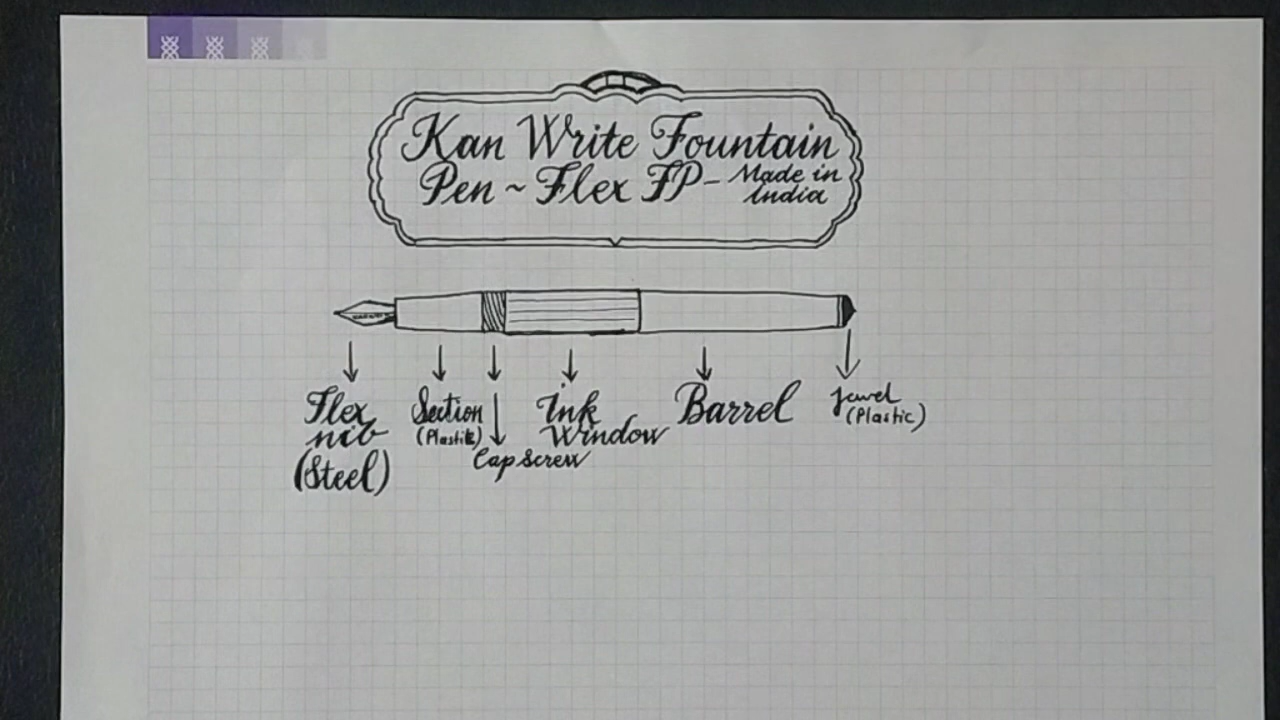 Kan Write Fountain
Pen ~ Flex FP - Made in
India
Flex
nib
(Steel)
Section
(Plastik)
Cap screw
Ink
Window
Barrel
Jewel
(Plastic)